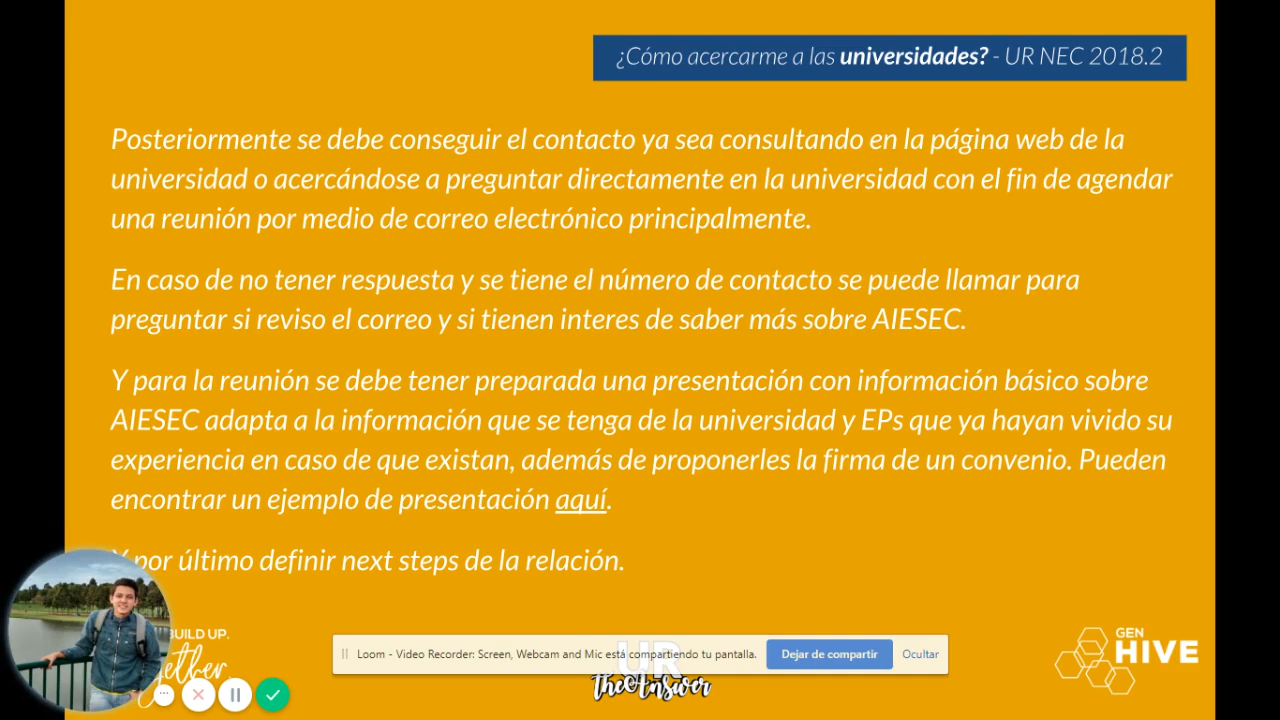 ¿Cómo acercarme a las universidades? - UR NEC 2018.2
Posteriormente se debe conseguir el contacto ya sea consultando en la página web de la
universidad o acercándose a preguntar directamente en la universidad con el fin de agendar
una reunión por medio de correo electrónico principalmente.
En caso de no tener respuesta y se tiene el número de contacto se puede llamar para
preguntar si reviso el correo y si tienen interes de saber más sobre AIESEC.
Y para la reunión se debe tener preparada una presentación con información básico sobre
AIESEC adapta a la información que se tenga de la universidad y EPs que ya hayan vivido su
experiencia en caso de que existan, además de proponerles la firma de un convenio. Pueden
encontrar un ejemplo de presentación aquí.
Y por último definir next steps de la relación.
BUILD UP.
GEN
HIVE
Loom - Video Recorder: Screen, Webcam and Mic está compartiendo tu pantalla.
Dejar de compartir
Ocultar
UR
The Answer